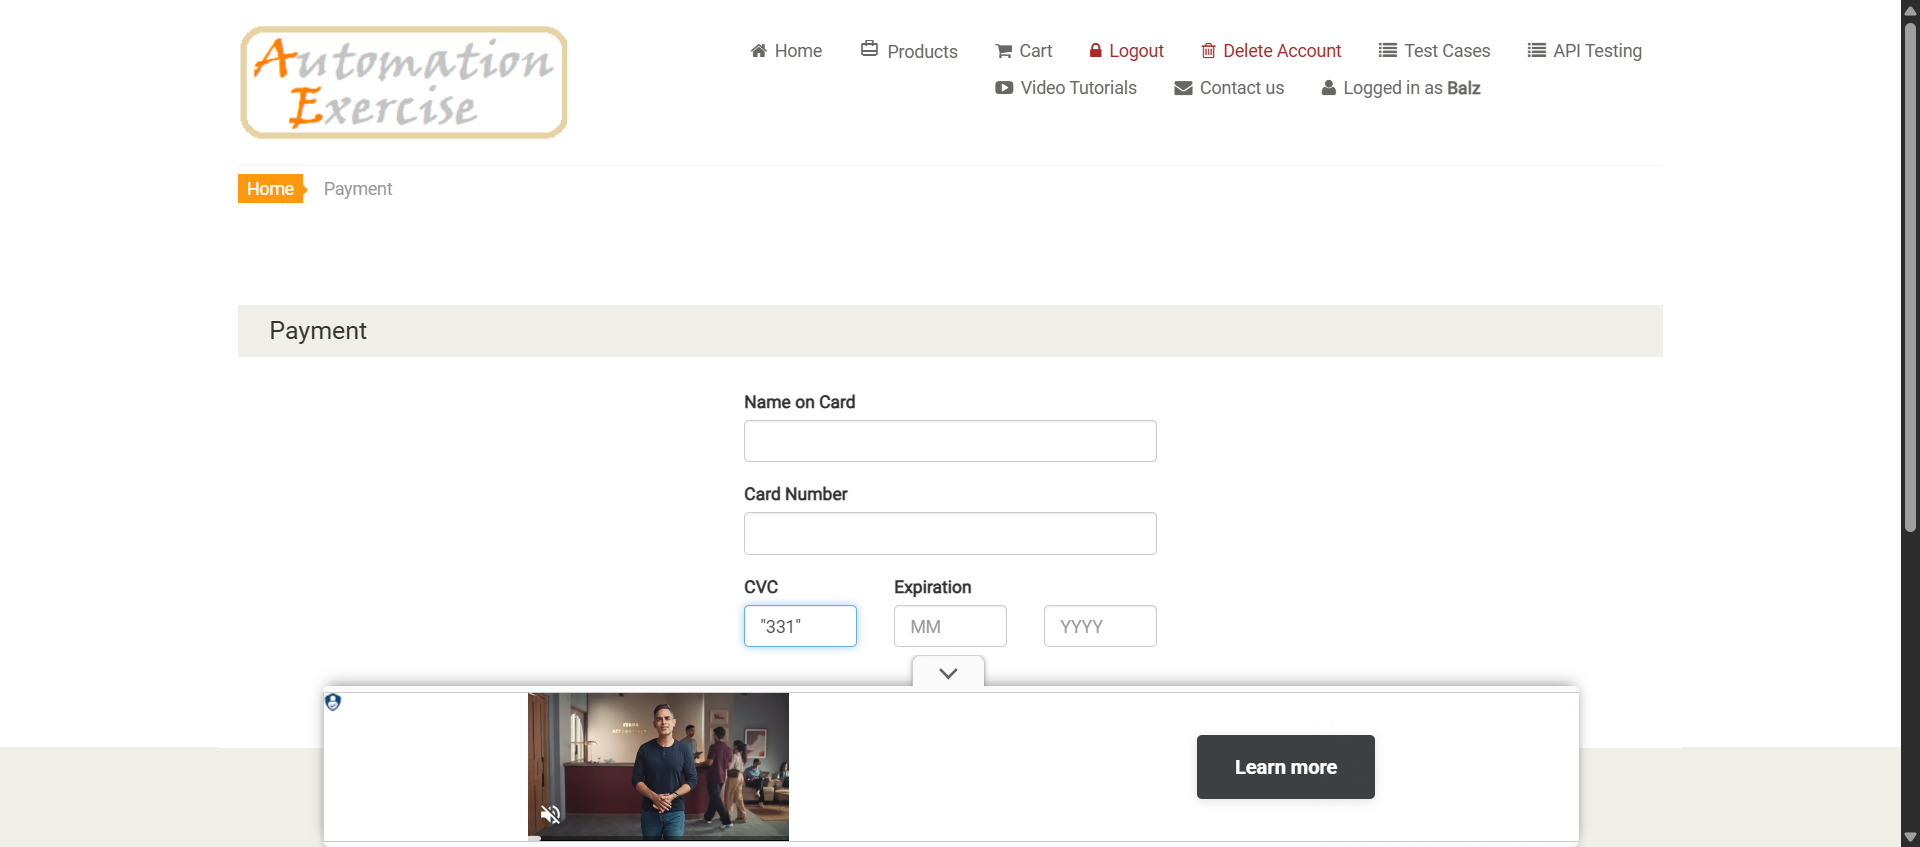 Automation
Exercise
Home
Products
Cart
Logout
Delete Account
Test Cases
API Testing
Video Tutorials
Contact us
Logged in as Balz
Home
Payment
Payment
Name on Card
Card Number
CVC
Expiration
"331"
MM
YYYY
Learn more